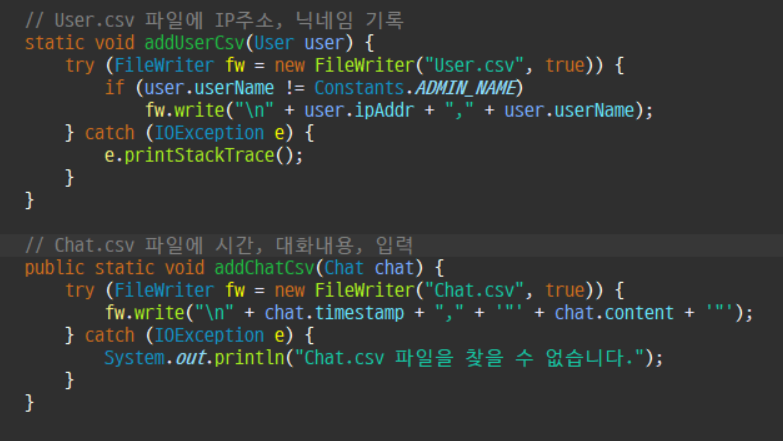 // User.csv 파일에 IP주소, 닉네임 기록
static void addUserCsv(User user) {
    try (FileWriter fw = new FileWriter("User.csv", true)) {
        if (user.userName != Constants.ADMIN_NAME)
            fw.write("\n" + user.ipAddr + "," + user.userName);
    } catch (IOException e) {
        e.printStackTrace();
    }
}
// Chat.csv 파일에 시간, 대화내용, 입력
public static void addChatCsv(Chat chat) {
    try (FileWriter fw = new FileWriter("Chat.csv", true)) {
        fw.write("\n" + chat.timestamp + "," + '"' + chat.content + '"');
    } catch (IOException e) {
        System.out.println("Chat.csv 파일을 찾을 수 없습니다.");
    }
}